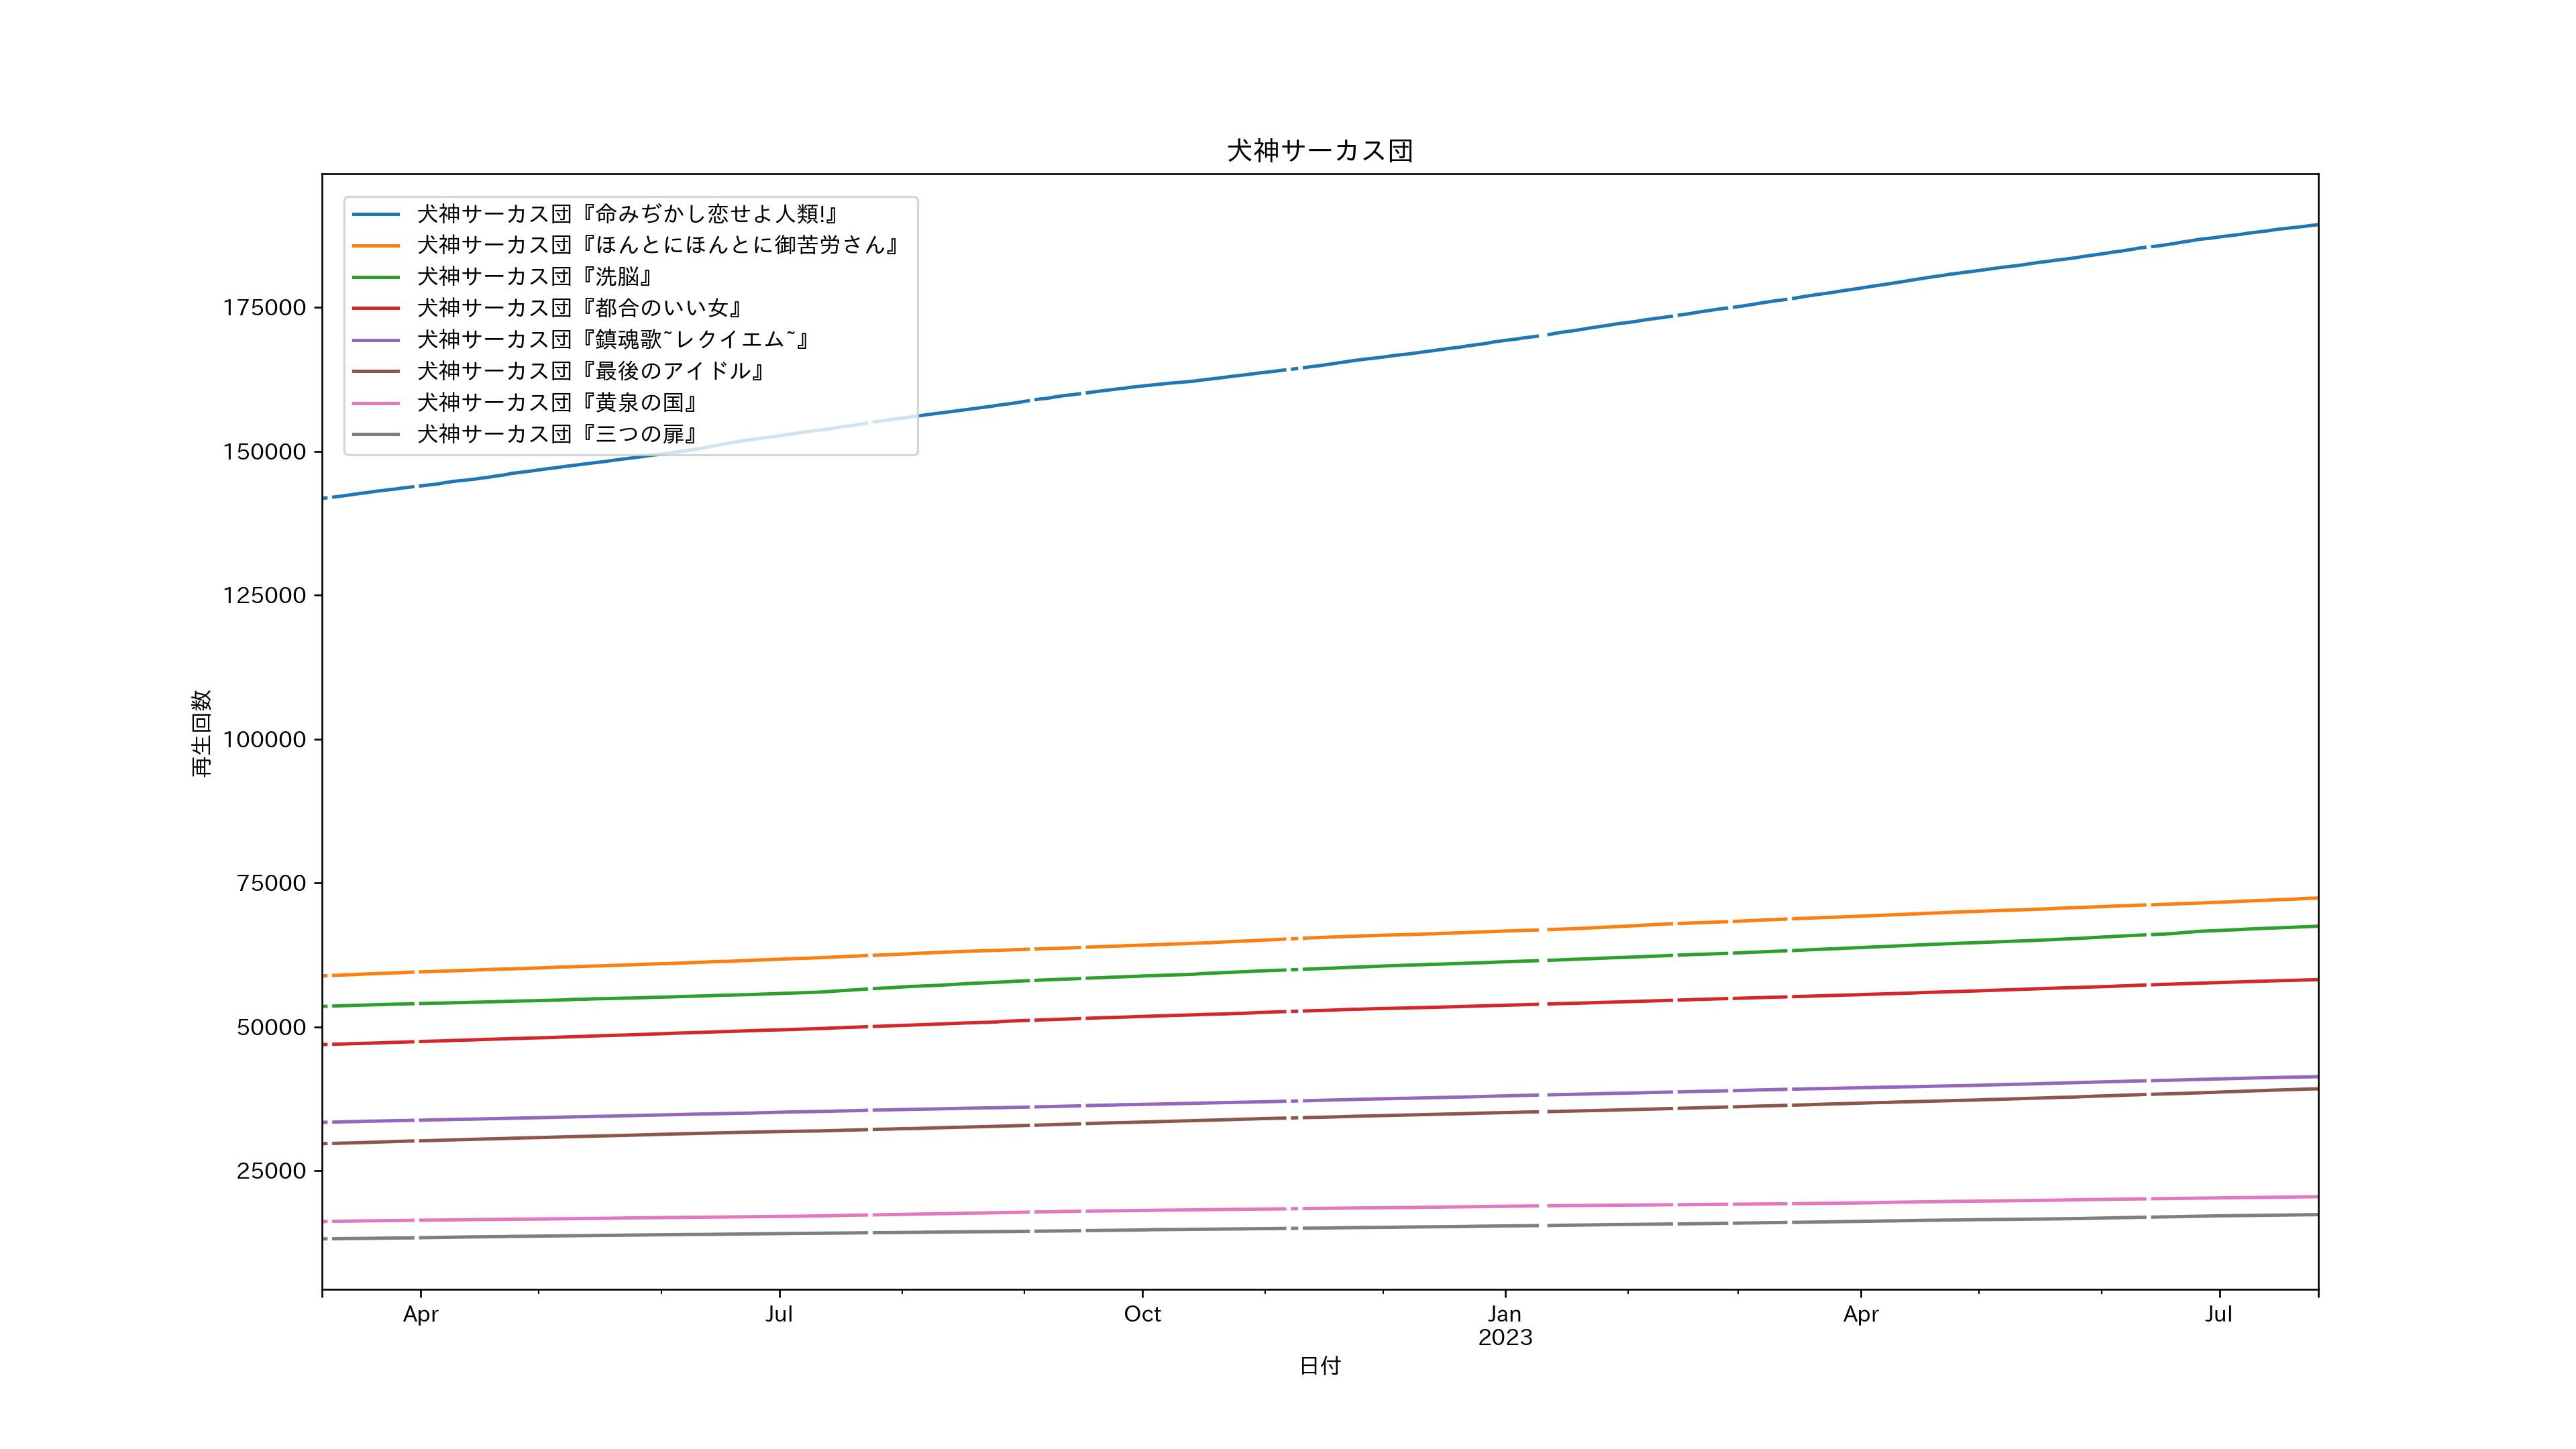 犬神サーカス団
犬神サーカス団『命みぢかし恋せよ人類!』
犬神サーカス団『ほんとにほんとに御苦労さん』
犬神サーカス団『洗脳』
犬神サーカス団『都合のいい女』
犬神サーカス団『鎮魂歌~レクイエム~』
犬神サーカス団『最後のアイドル』
犬神サーカス団『黄泉の国』
犬神サーカス団『三つの扉』
175000
150000
125000
100000
75000
50000
25000
再生回数
Apr Jul Oct Jan Apr Jul
2023
日付